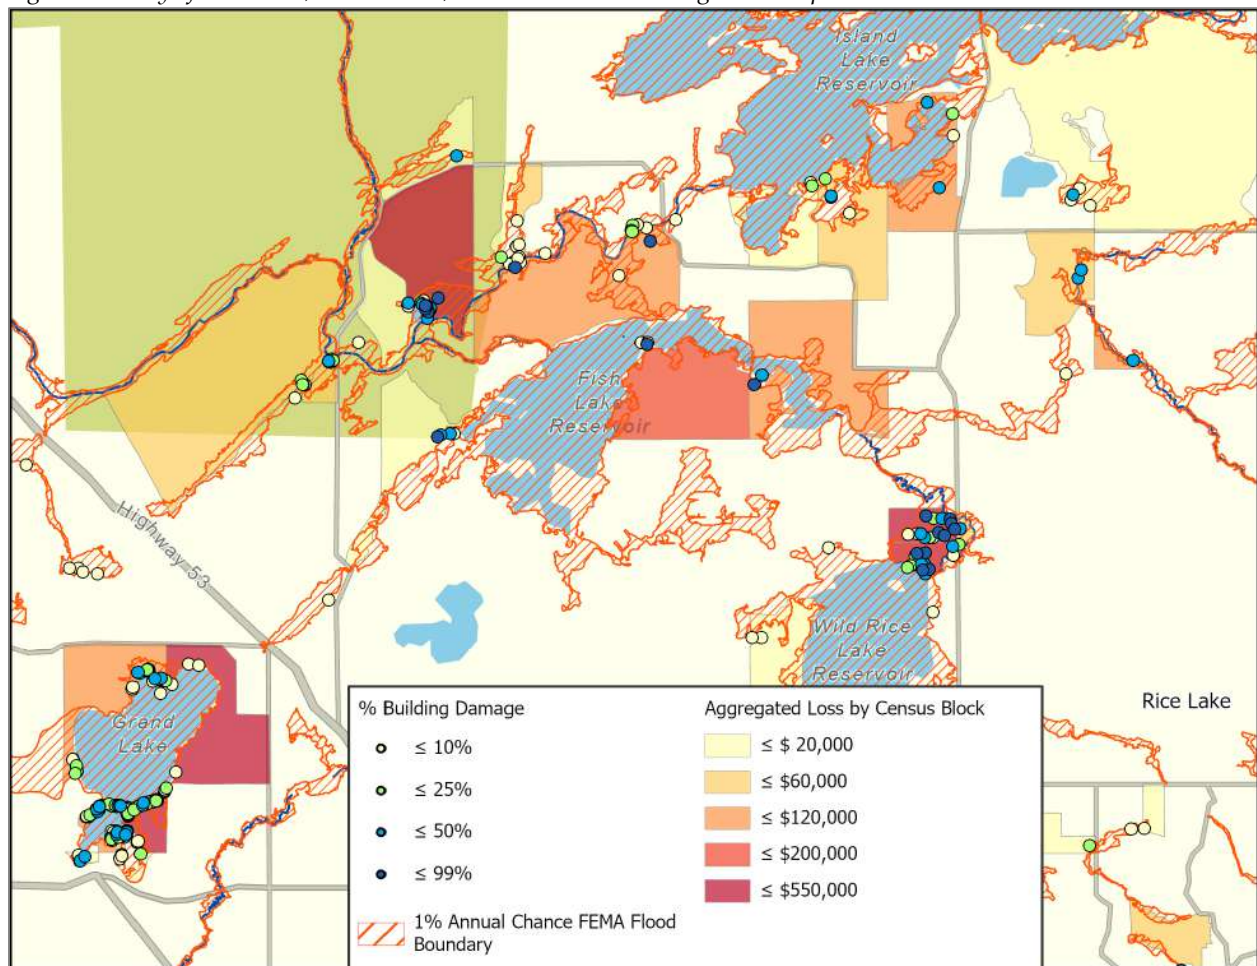 Island
Lake
Reservoir
Fish
Lake
Reservoir
Highway 53
Wild Rice
Lake
Reservoir
Grand
Lake
Rice Lake
% Building Damage
≤ 10%
≤ 25%
≤ 50%
≤ 99%
1% Annual Chance FEMA Flood
Boundary
Aggregated Loss by Census Block
≤ $ 20,000
≤ $60,000
≤ $120,000
≤ $200,000
≤ $550,000